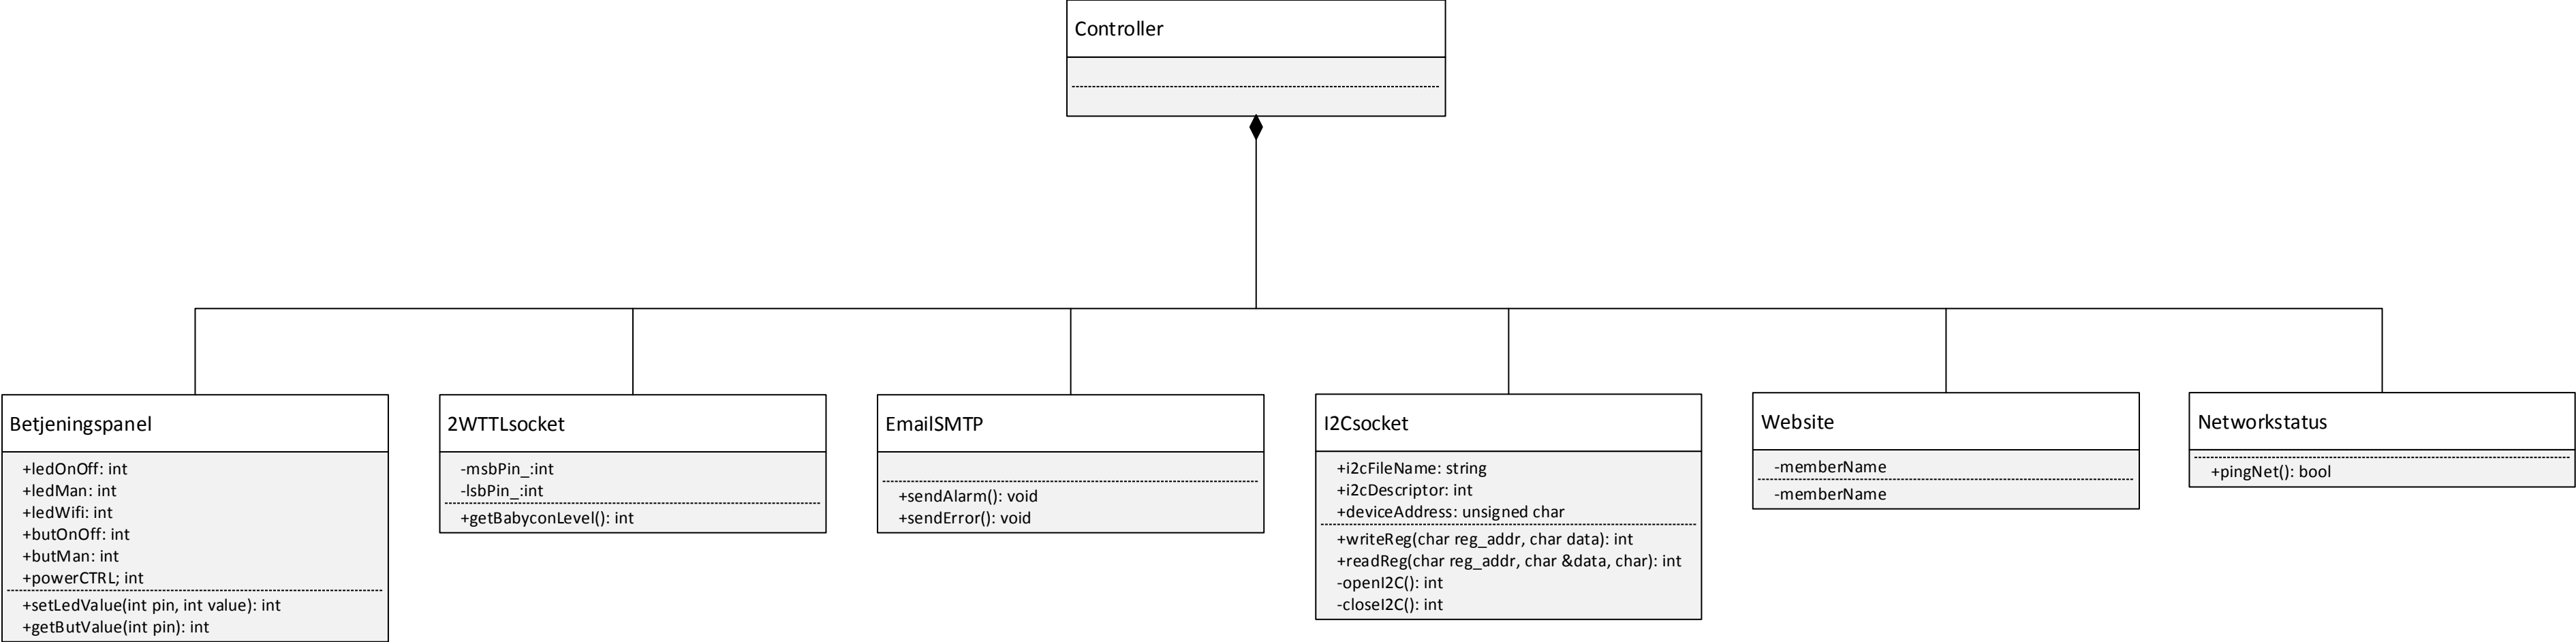 Controller
Betjeningspanel
+ledOnOff: int
+ledMan: int
+ledWifi: int
+butOnOff: int
+butMan: int
+powerCTRL; int
+setLedValue(int pin, int value): int
+getButValue(int pin): int
2WTTLsocket
-msbPin_:int
-lsbPin_:int
+getBabyconLevel(): int
EmailSMTP
+sendAlarm(): void
+sendError(): void
I2Csocket
+i2cFileName: string
+i2cDescriptor: int
+deviceAddress: unsigned char
+writeReg(char reg_addr, char data): int
+readReg(char reg_addr, char &data, char): int
-openI2C(): int
-closeI2C(): int
Website
-memberName
-memberName
Networkstatus
+pingNet(): bool